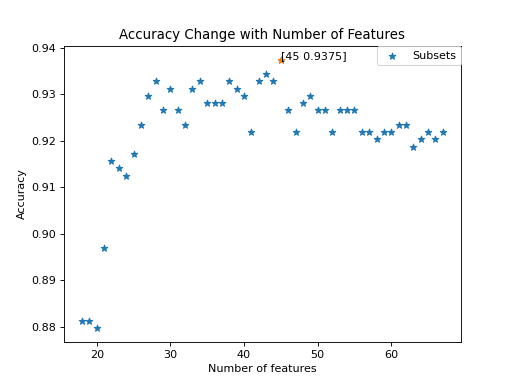 Accuracy Change with Number of Features
[45 0.9375]
Subsets
0.94
0.93
0.92
0.91
0.90
0.89
0.88
Accuracy
20 30 40 50 60
Number of features